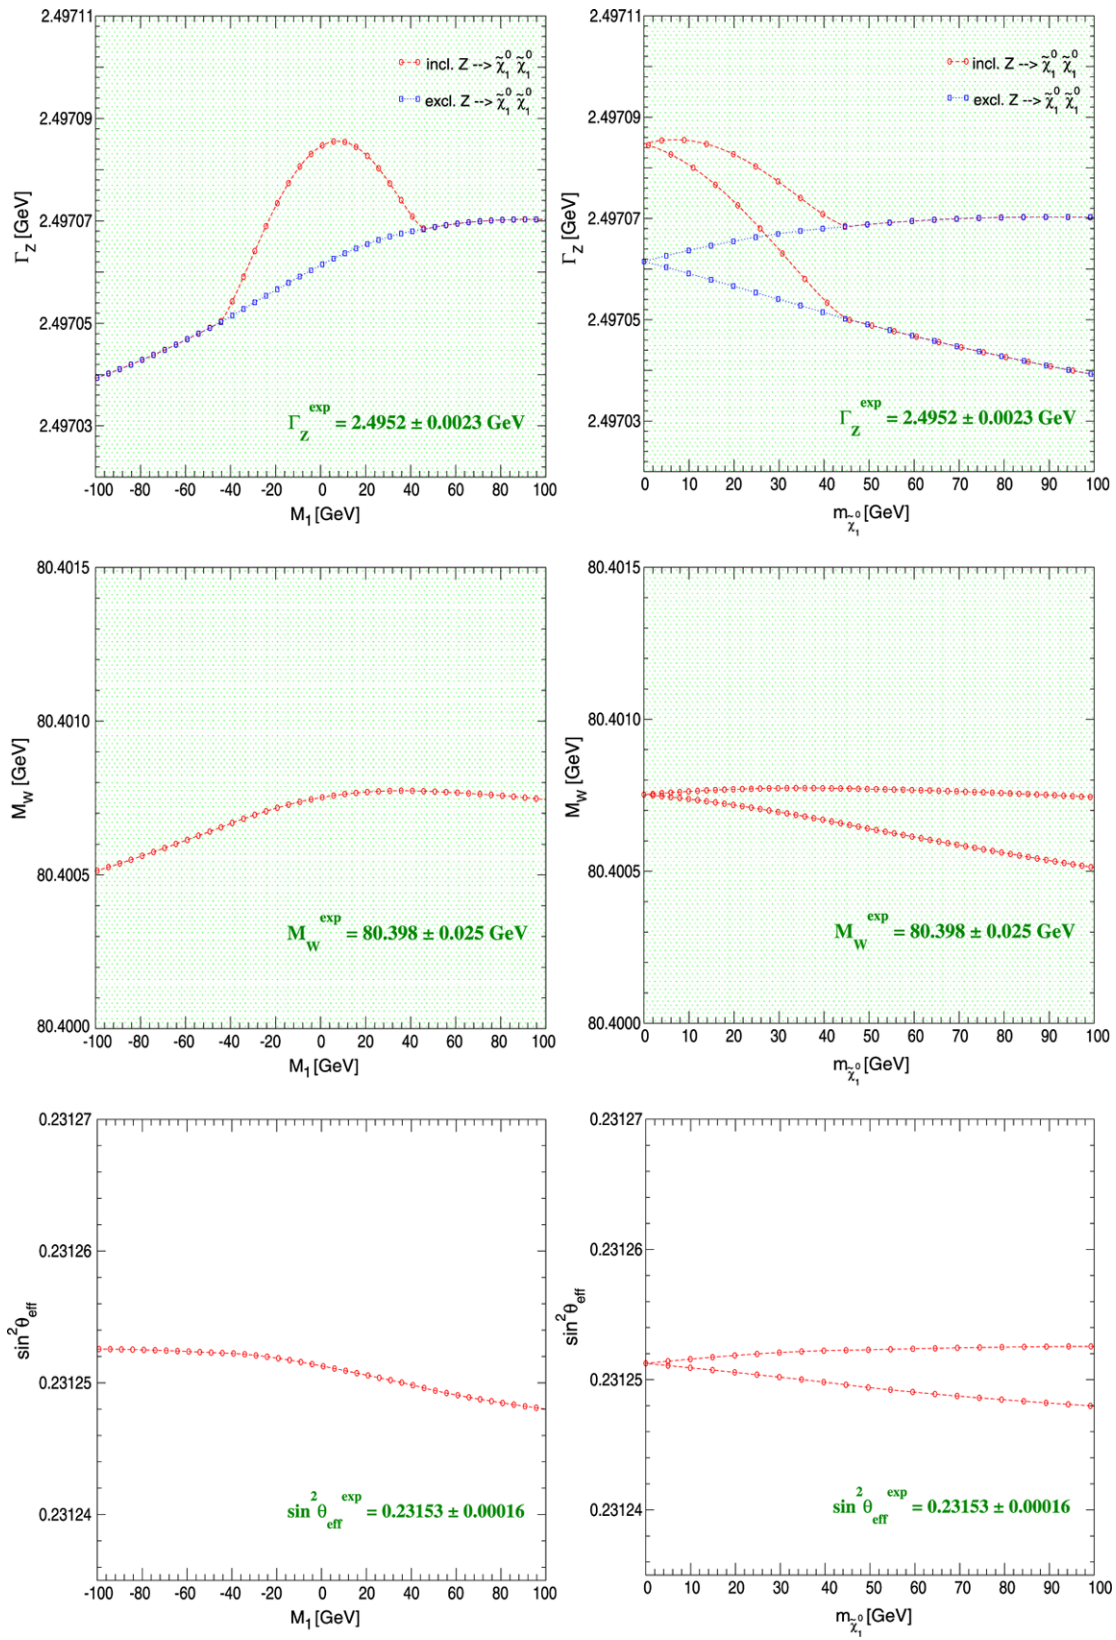 2.49711
2.49709
2.49707
2.49705
2.49703
Γ_Z [GeV]
incl. Z --> χ̃₁⁰ χ̃₁⁰
excl. Z --> χ̃₁⁰ χ̃₁⁰
Γ_Z^exp = 2.4952 ± 0.0023 GeV
-100 -80 -60 -40 -20 0 20 40 60 80 100
M₁ [GeV]
2.49711
2.49709
2.49707
2.49705
2.49703
Γ_Z [GeV]
incl. Z --> χ̃₁⁰ χ̃₁⁰
excl. Z --> χ̃₁⁰ χ̃₁⁰
Γ_Z^exp = 2.4952 ± 0.0023 GeV
0 10 20 30 40 50 60 70 80 90 100
m_χ̃₁⁰ [GeV]
80.4015
80.4010
80.4005
80.4000
M_W [GeV]
M_W^exp = 80.398 ± 0.025 GeV
-100 -80 -60 -40 -20 0 20 40 60 80 100
M₁ [GeV]
80.4015
80.4010
80.4005
80.4000
M_W [GeV]
M_W^exp = 80.398 ± 0.025 GeV
0 10 20 30 40 50 60 70 80 90 100
m_χ̃₁⁰ [GeV]
0.23127
0.23126
0.23125
0.23124
sin²θ_eff
sin²θ_eff^exp = 0.23153 ± 0.00016
-100 -80 -60 -40 -20 0 20 40 60 80 100
M₁ [GeV]
0.23127
0.23126
0.23125
0.23124
sin²θ_eff
sin²θ_eff^exp = 0.23153 ± 0.00016
0 10 20 30 40 50 60 70 80 90 100
m_χ̃₁⁰ [GeV]